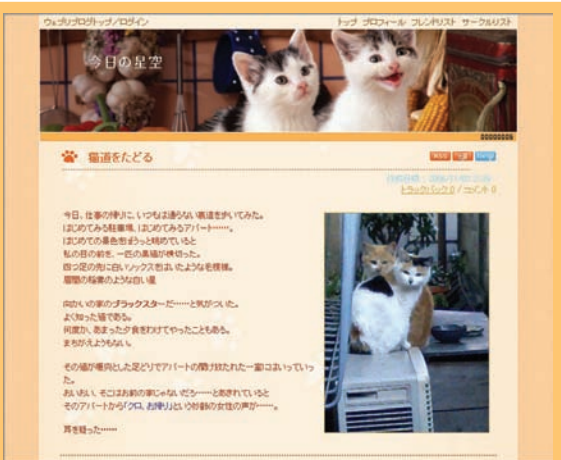 ウェブリブログトップ/ログイン
トップ プロフィール フレンドリスト サークルリスト
今日の星空
00000006
猫道をたどる
トラックバック 0 / コメント 0
今日、仕事の帰りに、いつもは通らない裏道を歩いてみた。
はじめてみる駐車場、はじめてみるアパート……。
はじめての景色をぼうっと眺めていると
私の目の前を、一匹の黒猫が横切った。
四つ足の先に白いソックスをはいたような毛模様。
眉間の稲妻のような白い星
向かいの家のブラックスターだ……と気がついた。
よく知った猫である。
何度か、あまった夕食をわけてやったこともある。
まちがえようもない。
その猫が堂々とした足どりでアパートの開け放たれた一室にはいっていっ
た。
おいおい、そこはお前の家じゃないだろ……とあきれていると
そのアパートから「クロ、お帰り」という妙齢の女性の声が……。
耳を疑った……